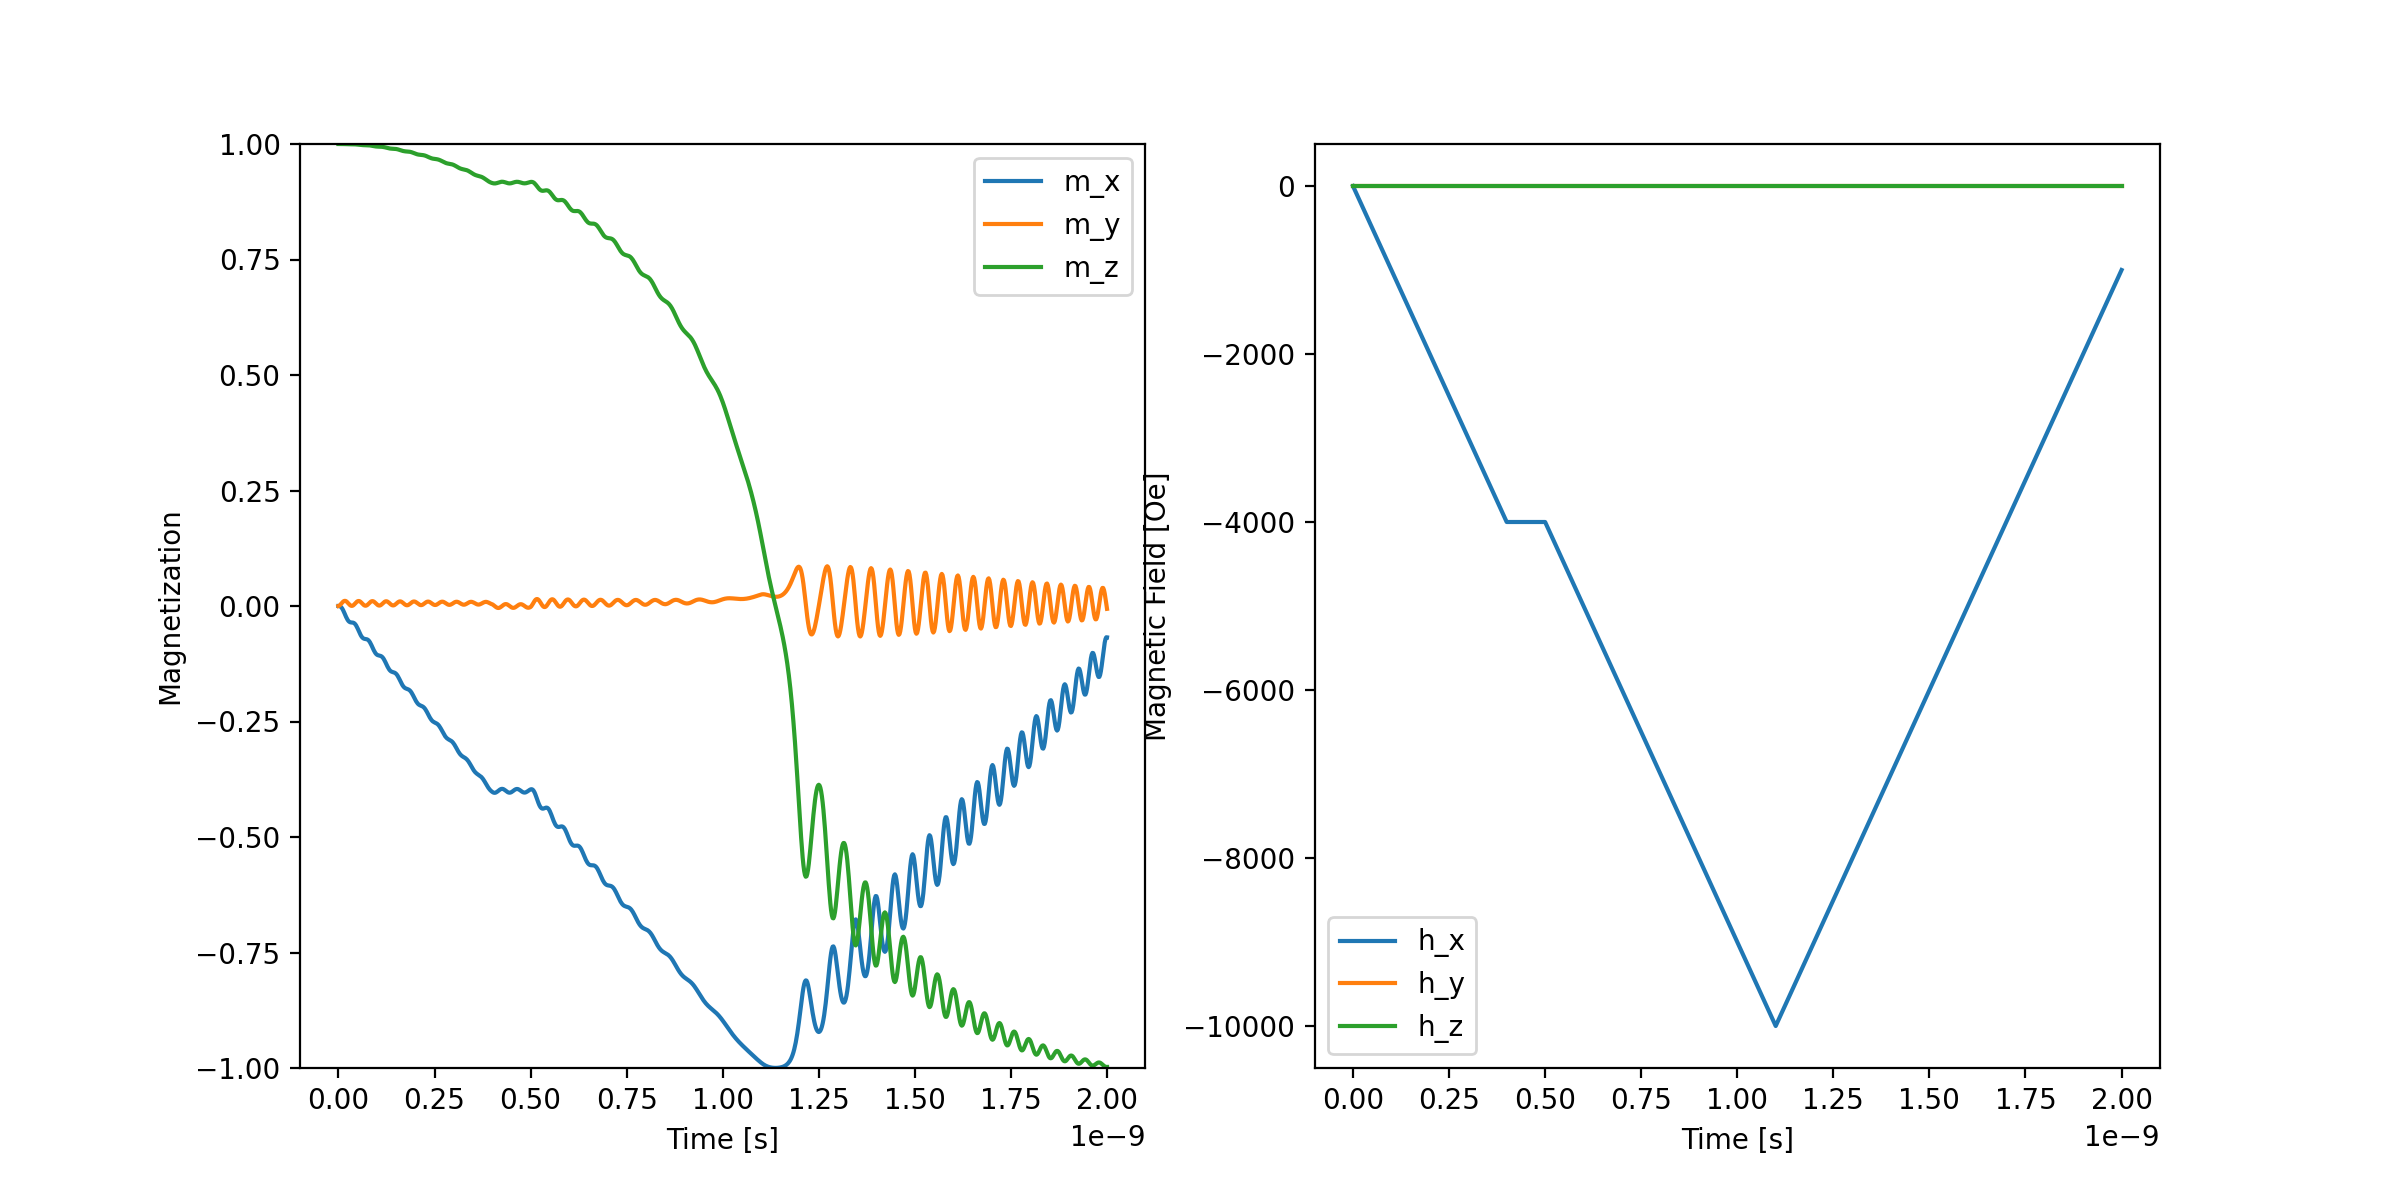 Magnetization
1.00
0.75
0.50
0.25
0.00
−0.25
−0.50
−0.75
−1.00
m_x
m_y
m_z
0.00 0.25 0.50 0.75 1.00 1.25 1.50 1.75 2.00
Time [s]
1e−9
Magnetic Field [Oe]
0
−2000
−4000
−6000
−8000
−10000
h_x
h_y
h_z
0.00 0.25 0.50 0.75 1.00 1.25 1.50 1.75 2.00
Time [s]
1e−9